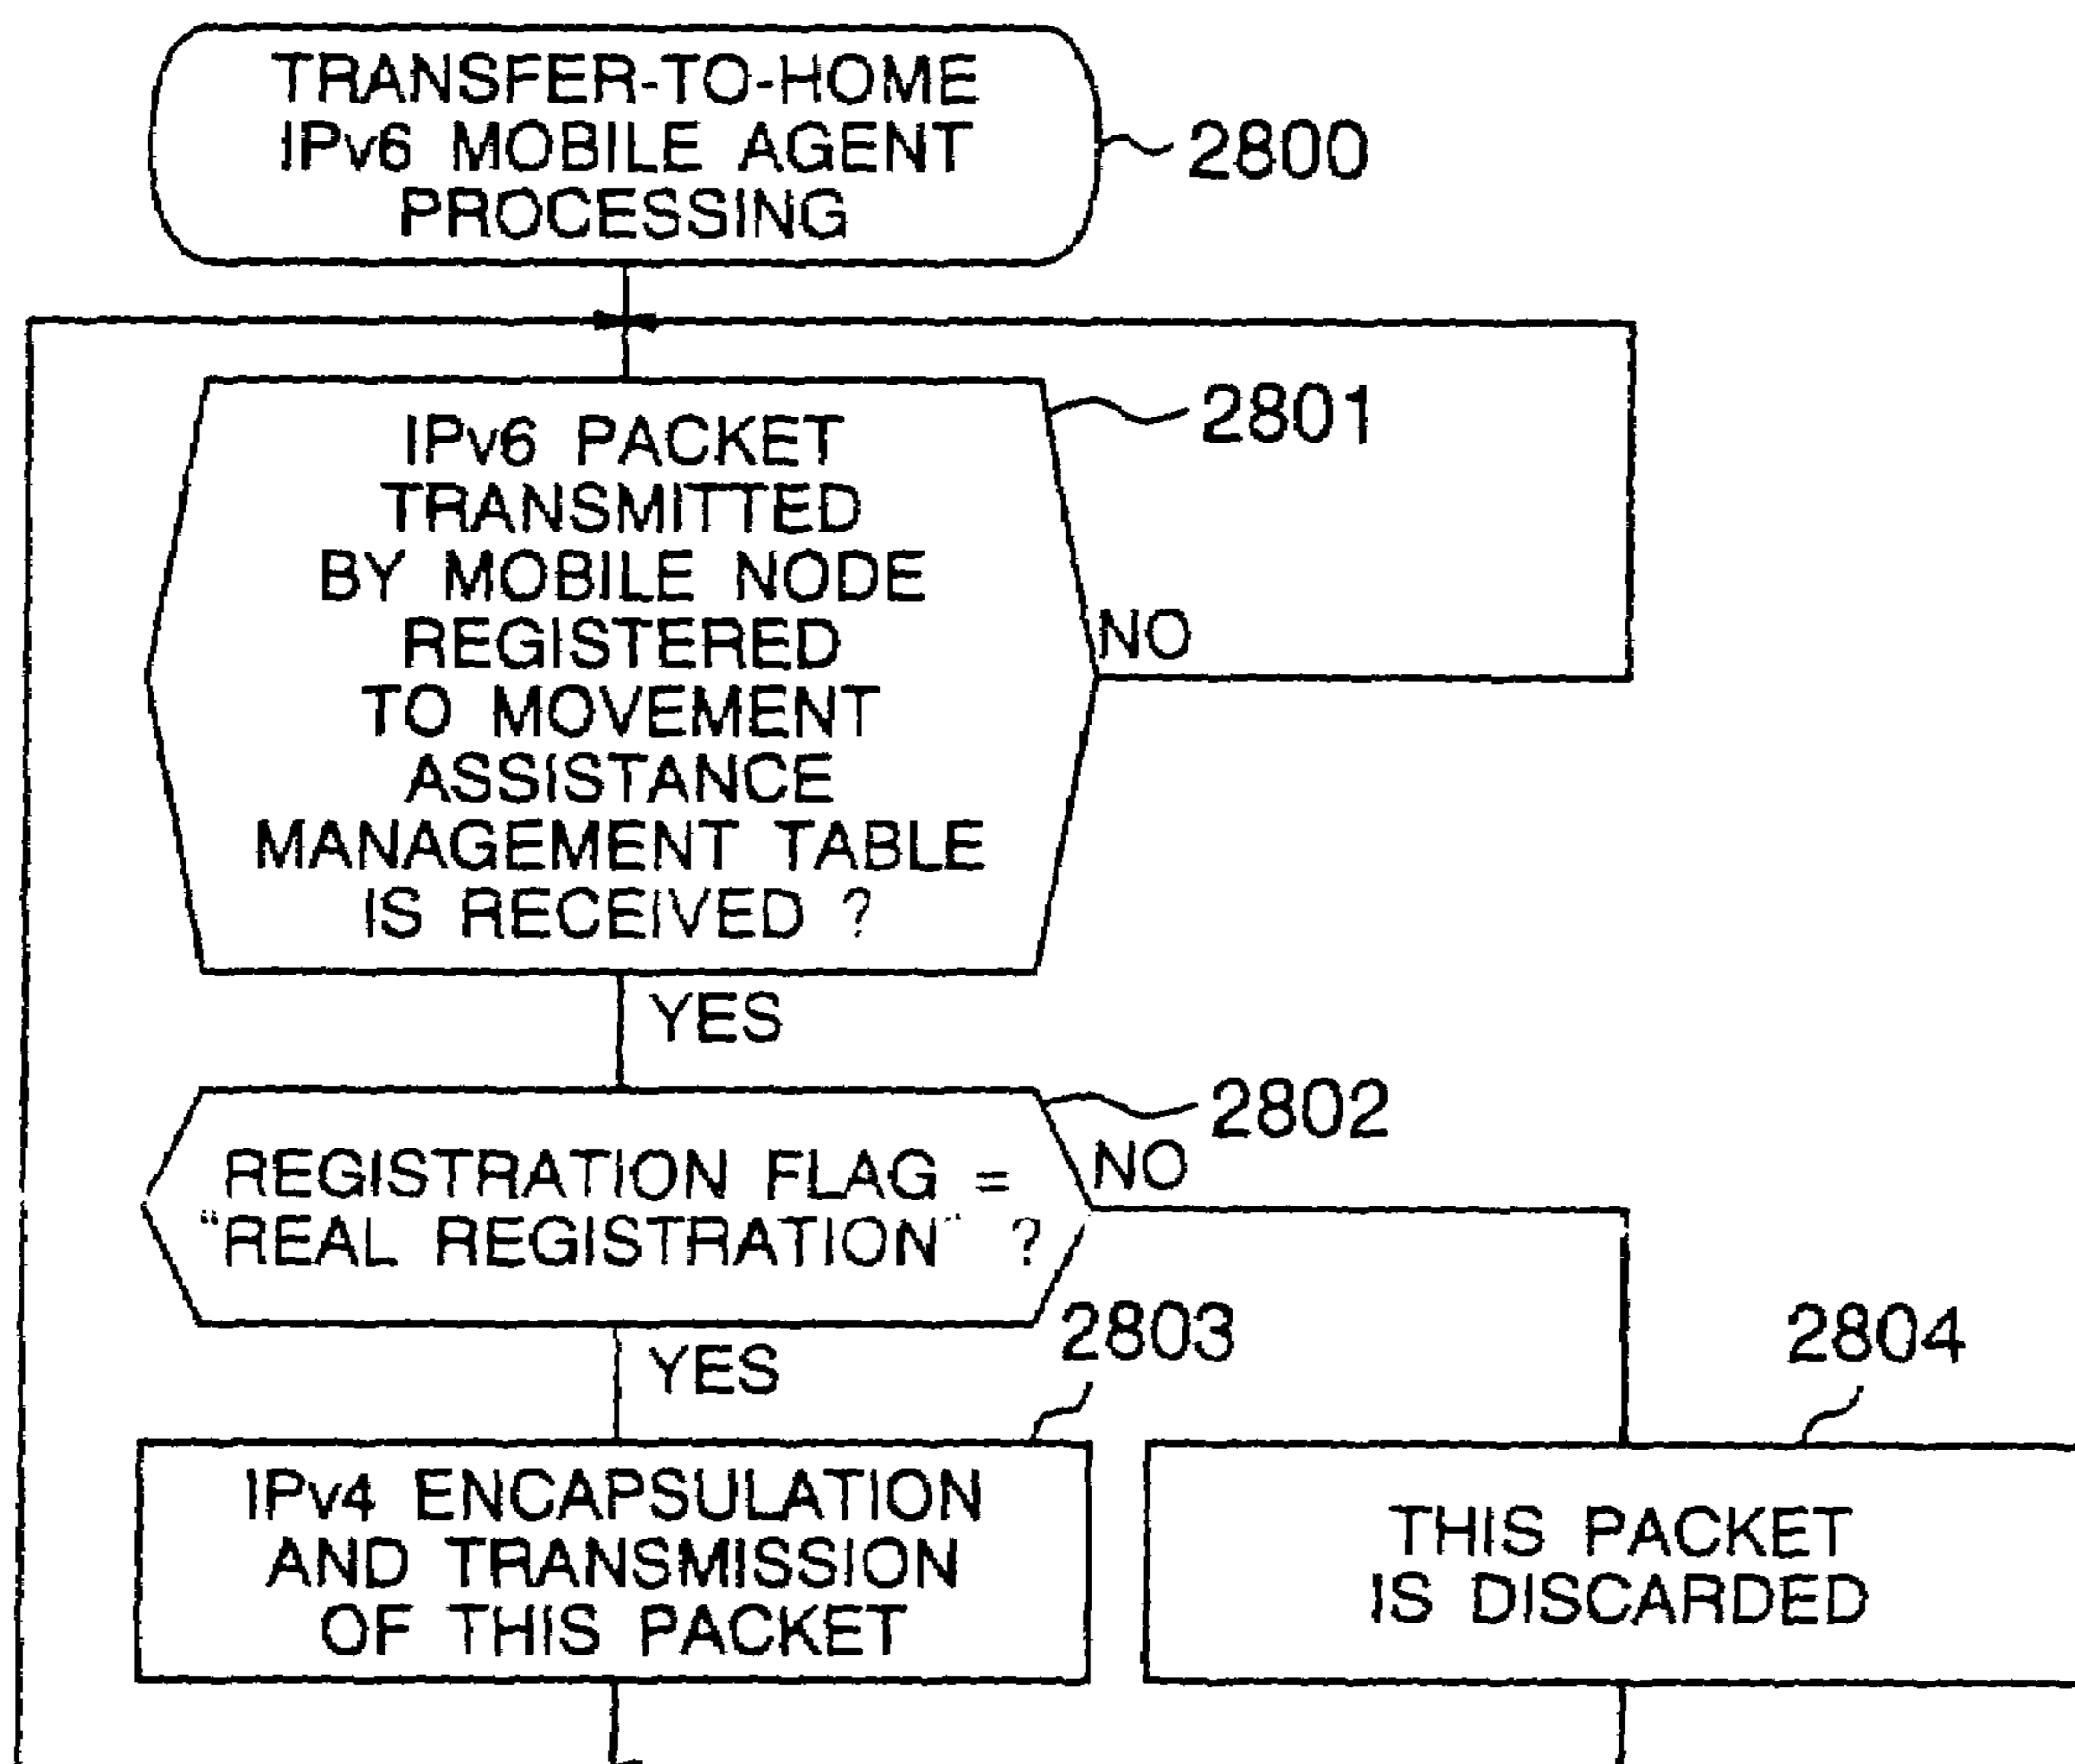 TRANSFER-TO-HOME
IPv6 MOBILE AGENT
PROCESSING
2800
IPv6 PACKET
TRANSMITTED
BY MOBILE NODE
REGISTERED
TO MOVEMENT
ASSISTANCE
MANAGEMENT TABLE
IS RECEIVED ?
2801
NO
YES
REGISTRATION FLAG =
“REAL REGISTRATION” ?
2802
NO
YES
2803
IPv4 ENCAPSULATION
AND TRANSMISSION
OF THIS PACKET
2804
THIS PACKET
IS DISCARDED